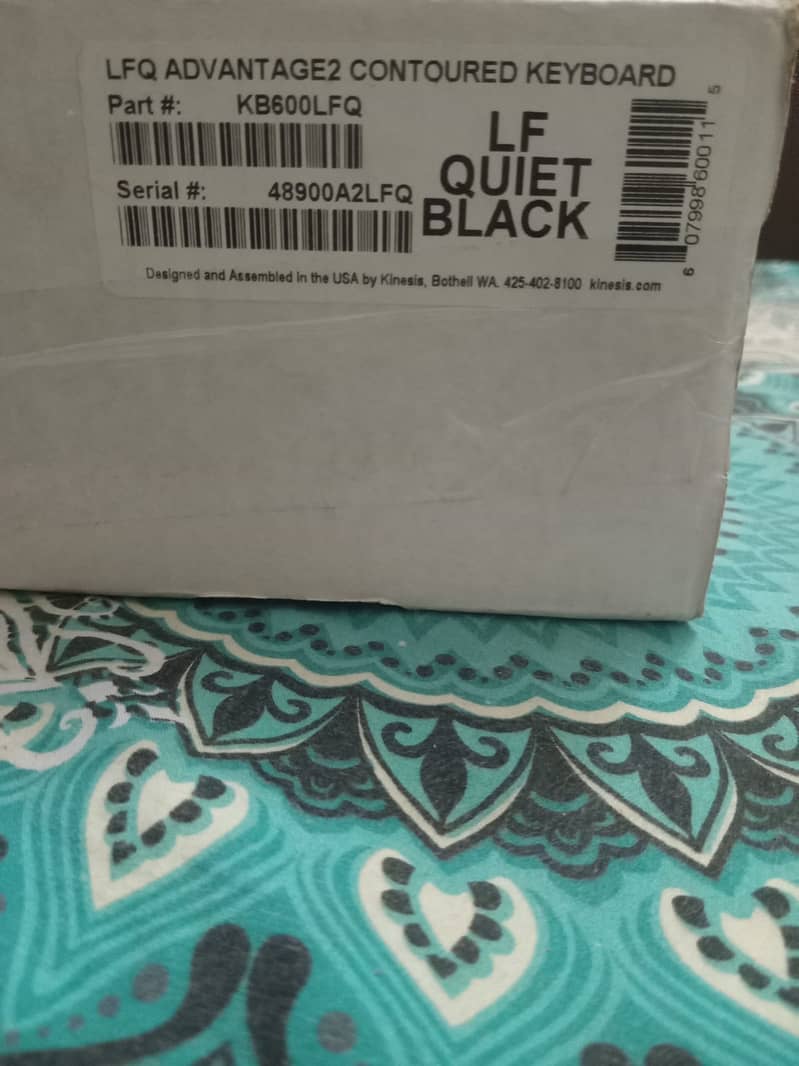 LFQ ADVANTAGE2 CONTOURED KEYBOARD
Part #: KB600LFQ
Serial #: 48900A2LFQ
LF
QUIET
BLACK
6 07998 60011 5
Designed and Assembled in the USA by Kinesis, Bothell WA. 425-402-8100 kinesis.com